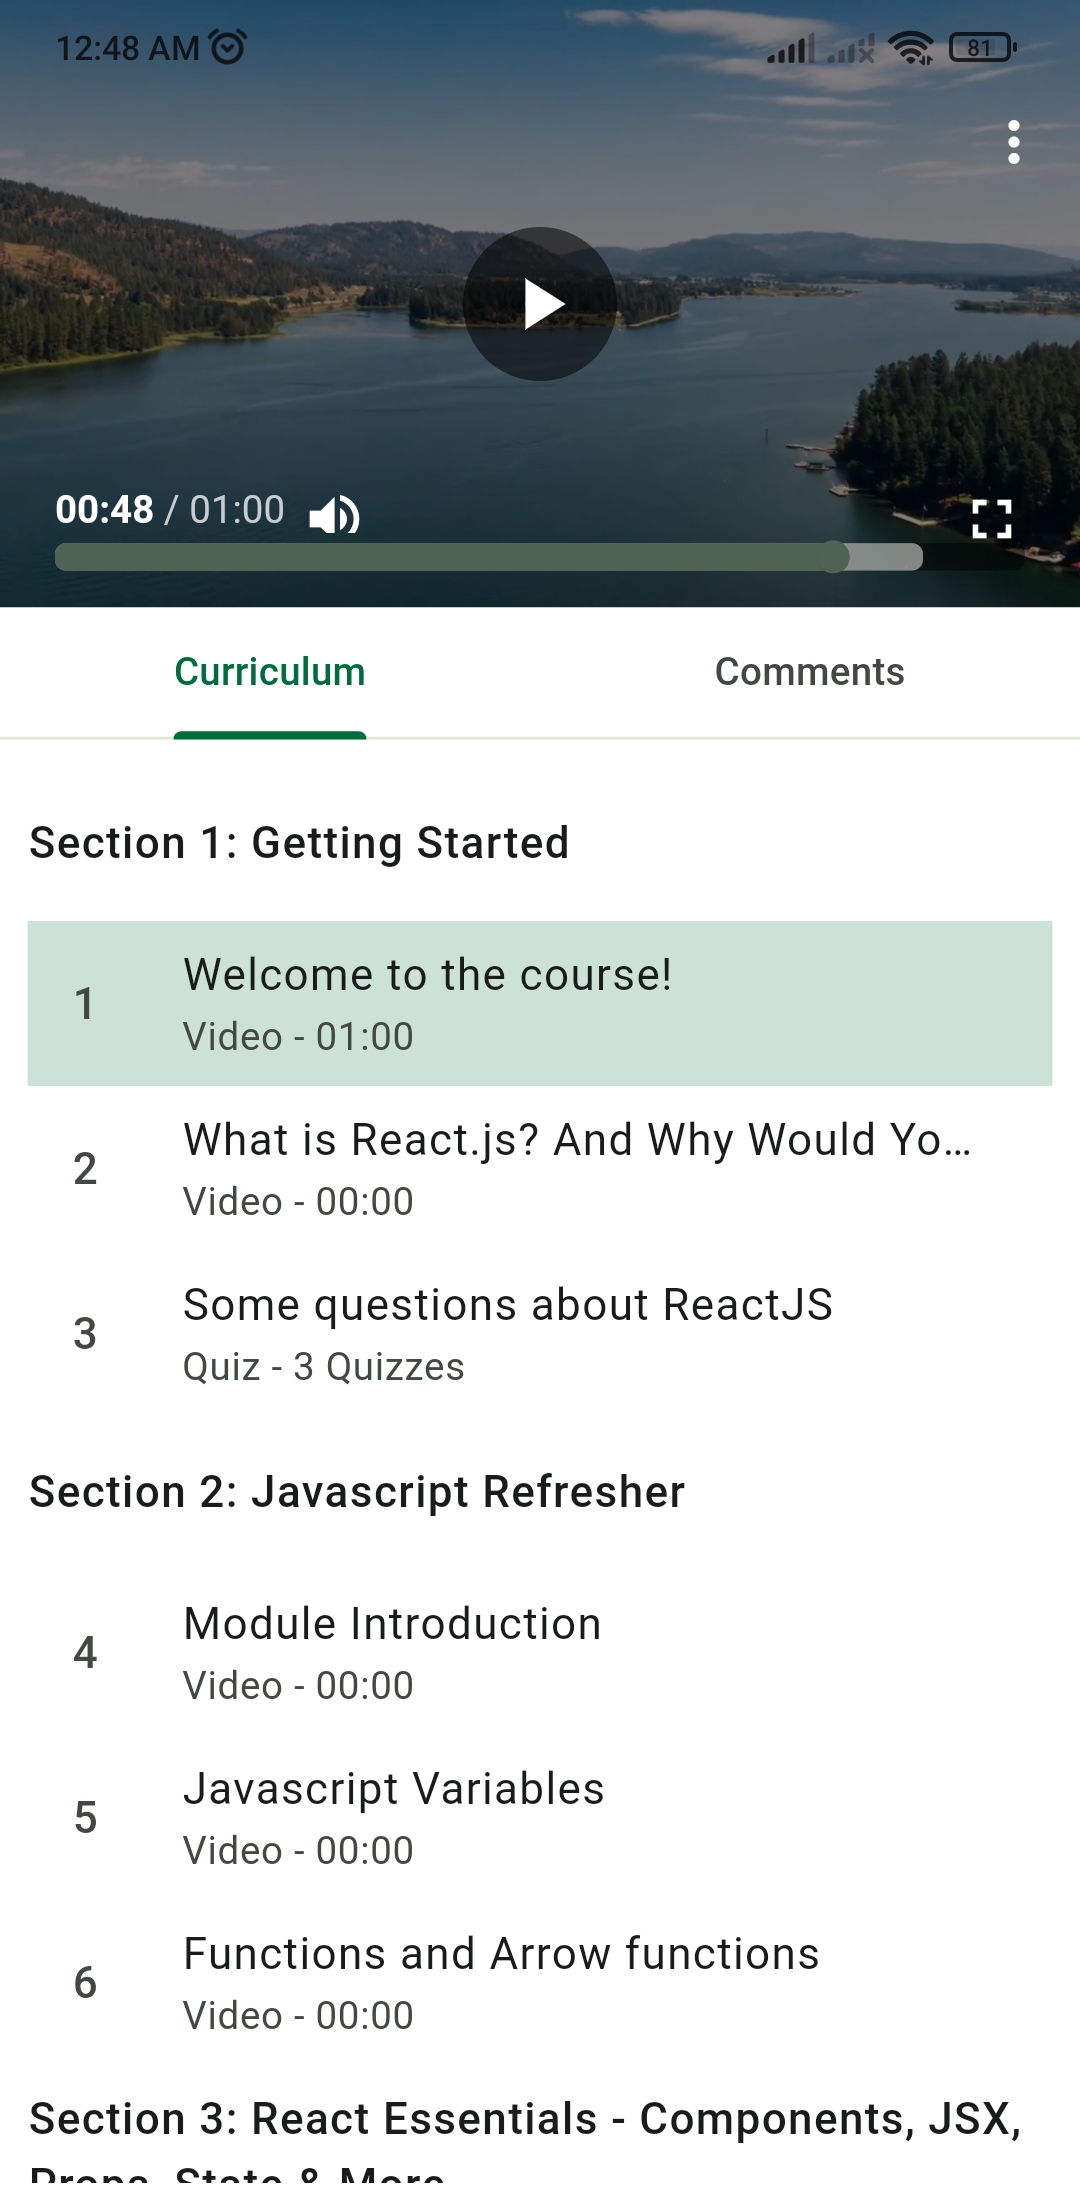 12:48 AM 81
00:48 / 01:00
Curriculum Comments
Section 1: Getting Started
1
Welcome to the course!
Video - 01:00
2
What is React.js? And Why Would Yo...
Video - 00:00
3
Some questions about ReactJS
Quiz - 3 Quizzes
Section 2: Javascript Refresher
4
Module Introduction
Video - 00:00
5
Javascript Variables
Video - 00:00
6
Functions and Arrow functions
Video - 00:00
Section 3: React Essentials - Components, JSX,
Props, State & More